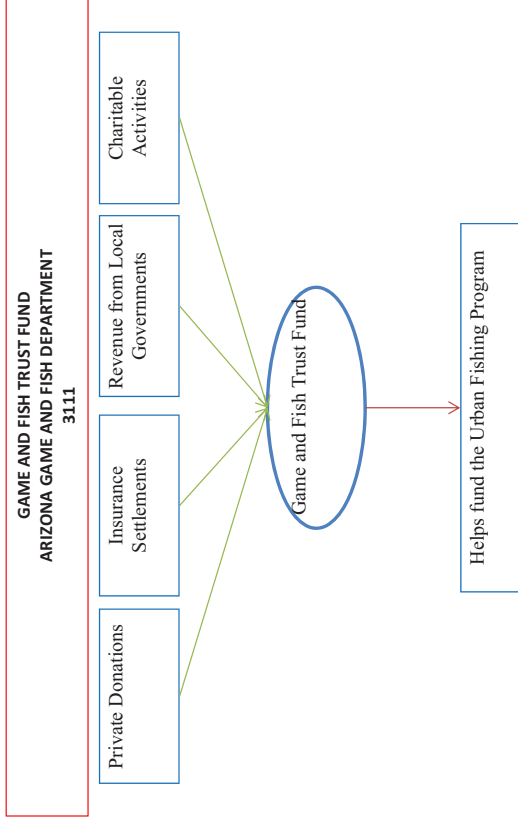 GAME AND FISH TRUST FUND
ARIZONA GAME AND FISH DEPARTMENT
3111
Private Donations
Insurance
Settlements
Revenue from Local
Governments
Charitable
Activities
Game and Fish Trust Fund
Helps fund the Urban Fishing Program